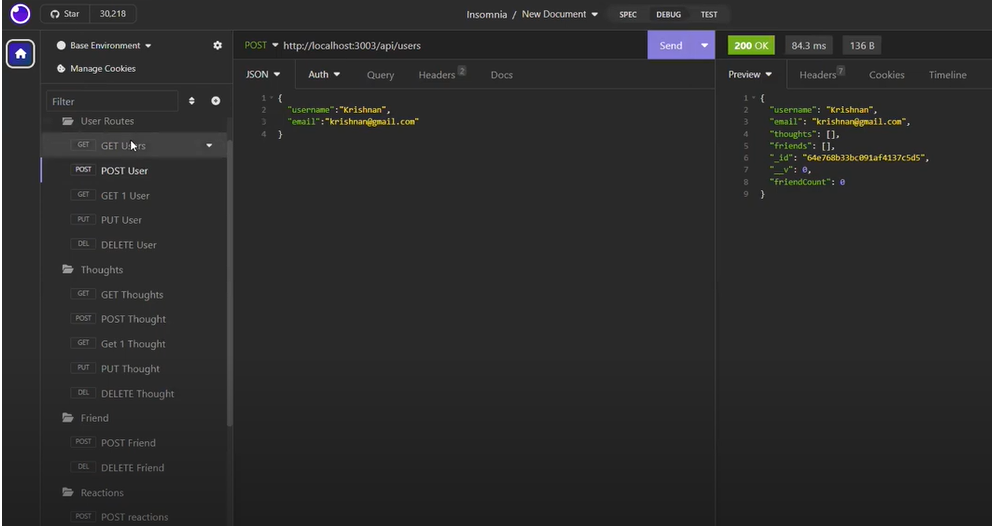 Star 30,218
Insomnia / New Document
SPEC DEBUG TEST
Base Environment
Manage Cookies
Filter
User Routes
GET GET Users
POST POST User
GET GET 1 User
PUT PUT User
DEL DELETE User
Thoughts
GET GET Thoughts
POST POST Thought
GET Get 1 Thought
PUT PUT Thought
DEL DELETE Thought
Friend
POST POST Friend
DEL DELETE Friend
Reactions
POST POST reactions
POST http://localhost:3003/api/users
Send
JSON Auth Query Headers 2 Docs
1 {
2 "username":"Krishnan",
3 "email":"krishnan@gmail.com"
4 }
200 OK 84.3 ms 136 B
Preview Headers 7 Cookies Timeline
1 {
2 "username": "Krishnan",
3 "email": "krishnan@gmail.com",
4 "thoughts": [],
5 "friends": [],
6 "_id": "64e768b33bc091af4137c5d5",
7 "__v": 0,
8 "friendCount": 0
9 }